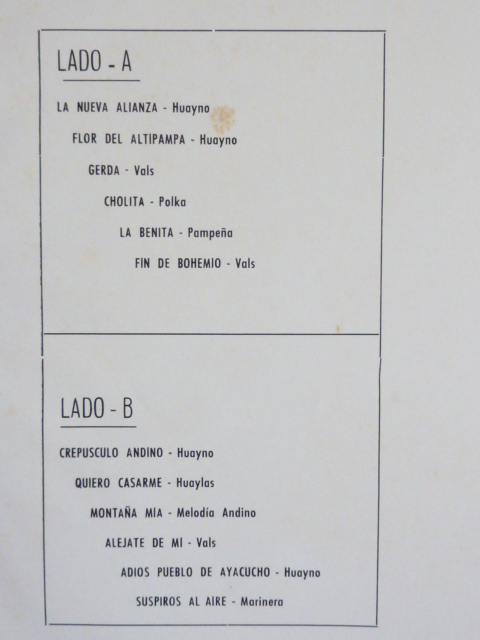 LADO - A
LA NUEVA ALIANZA - Huayno
FLOR DEL ALTIPAMPA - Huayno
GERDA - Vals
CHOLITA - Polka
LA BENITA - Pampeña
FIN DE BOHEMIO - Vals
LADO - B
CREPUSCULO ANDINO - Huayno
QUIERO CASARME - Huaylas
MONTAÑA MIA - Melodía Andino
ALEJATE DE MI - Vals
ADIOS PUEBLO DE AYACUCHO - Huayno
SUSPIROS AL AIRE - Marinera